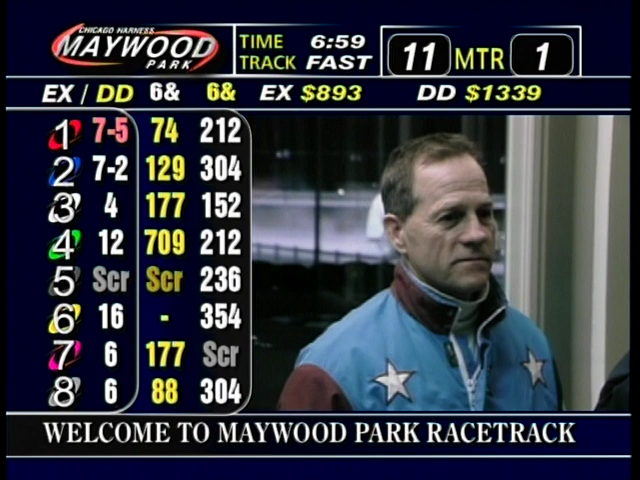 CHICAGO HARNESS
MAYWOOD
PARK
TIME 6:59
TRACK FAST
11 MTR 1
EX / DD 6& 6& EX $893 DD $1339
1 7-5 74 212
2 7-2 129 304
3 4 177 152
4 12 709 212
5 Scr Scr 236
6 16 - 354
7 6 177 Scr
8 6 88 304
WELCOME TO MAYWOOD PARK RACETRACK